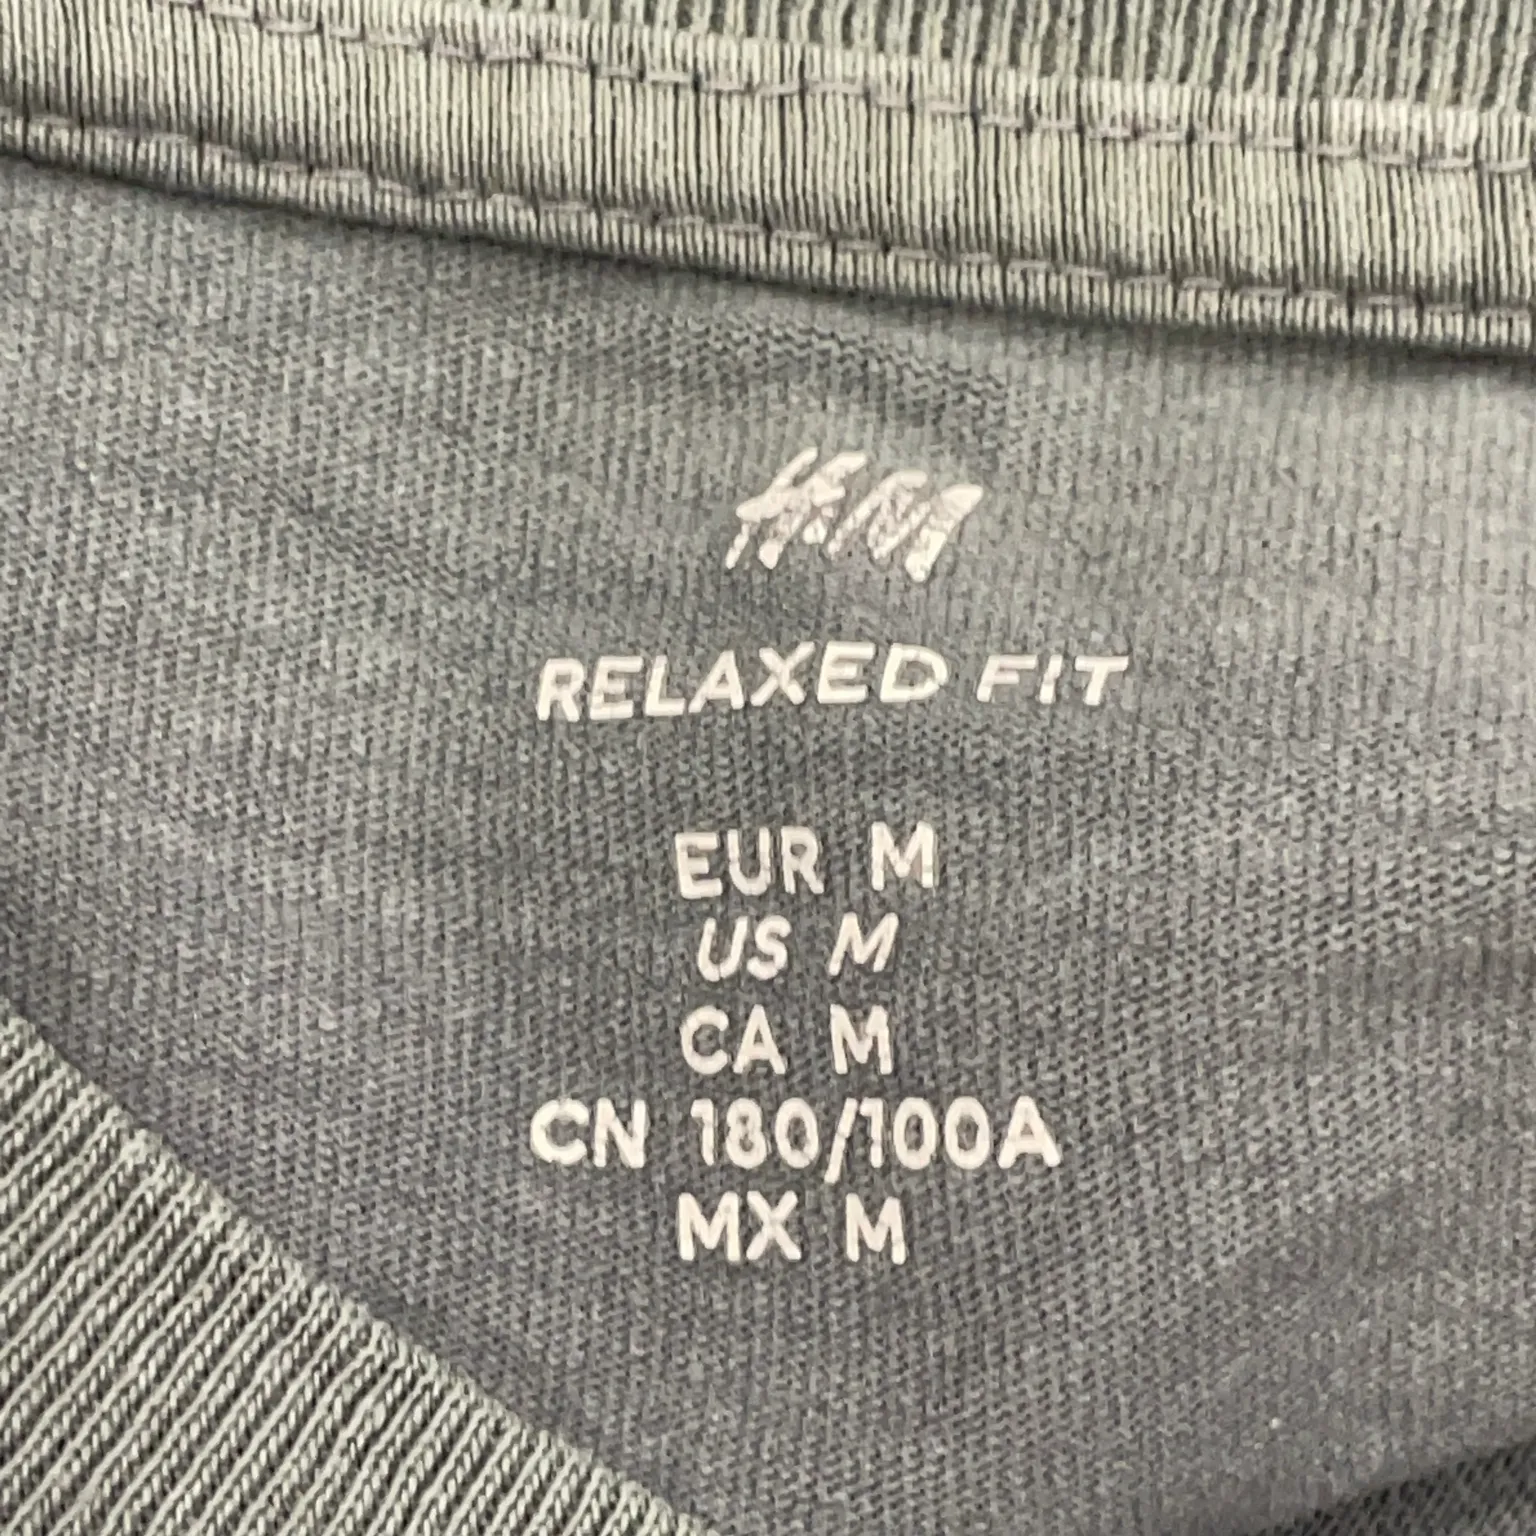 H&M
RELAXED FIT
EUR M
US M
CA M
CN 180/100A
MX M